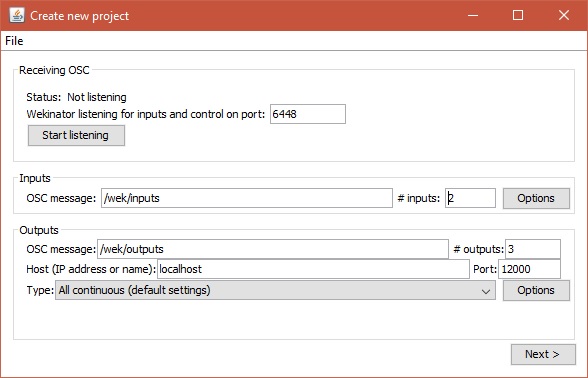 Create new project
File
Receiving OSC
Status: Not listening
Wekinator listening for inputs and control on port: 6448
Start listening
Inputs
OSC message: /wek/inputs # inputs: 2 Options
Outputs
OSC message: /wek/outputs # outputs: 3
Host (IP address or name): localhost Port: 12000
Type: All continuous (default settings) Options
Next >